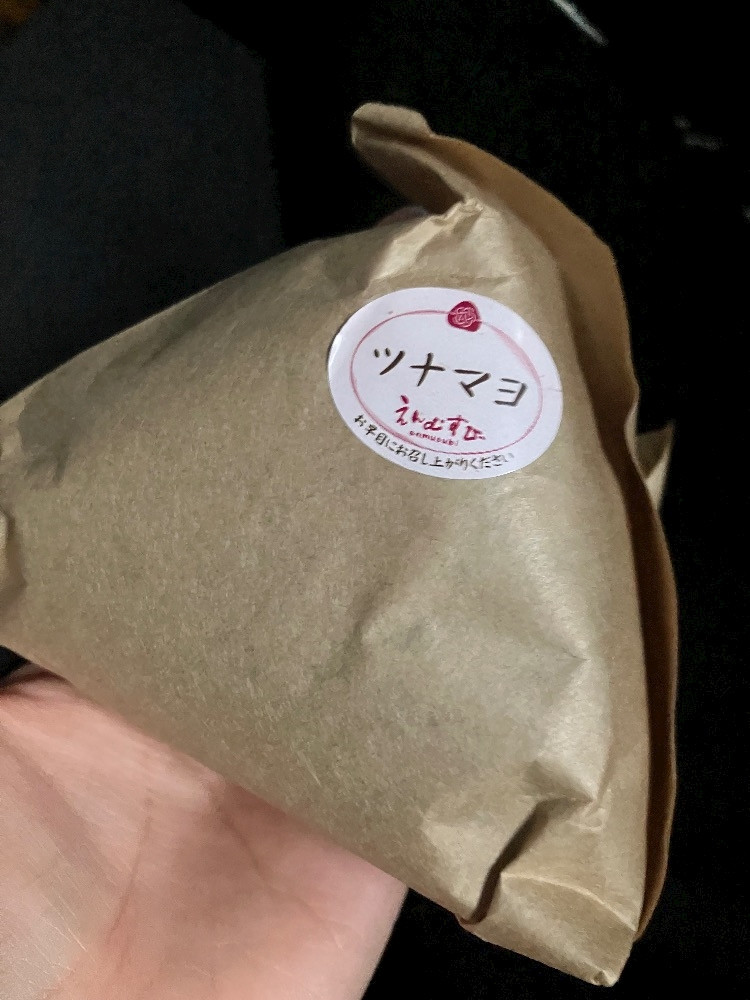 ツナマヨ
えんむすび
enmusubi
お早目にお召し上がりください